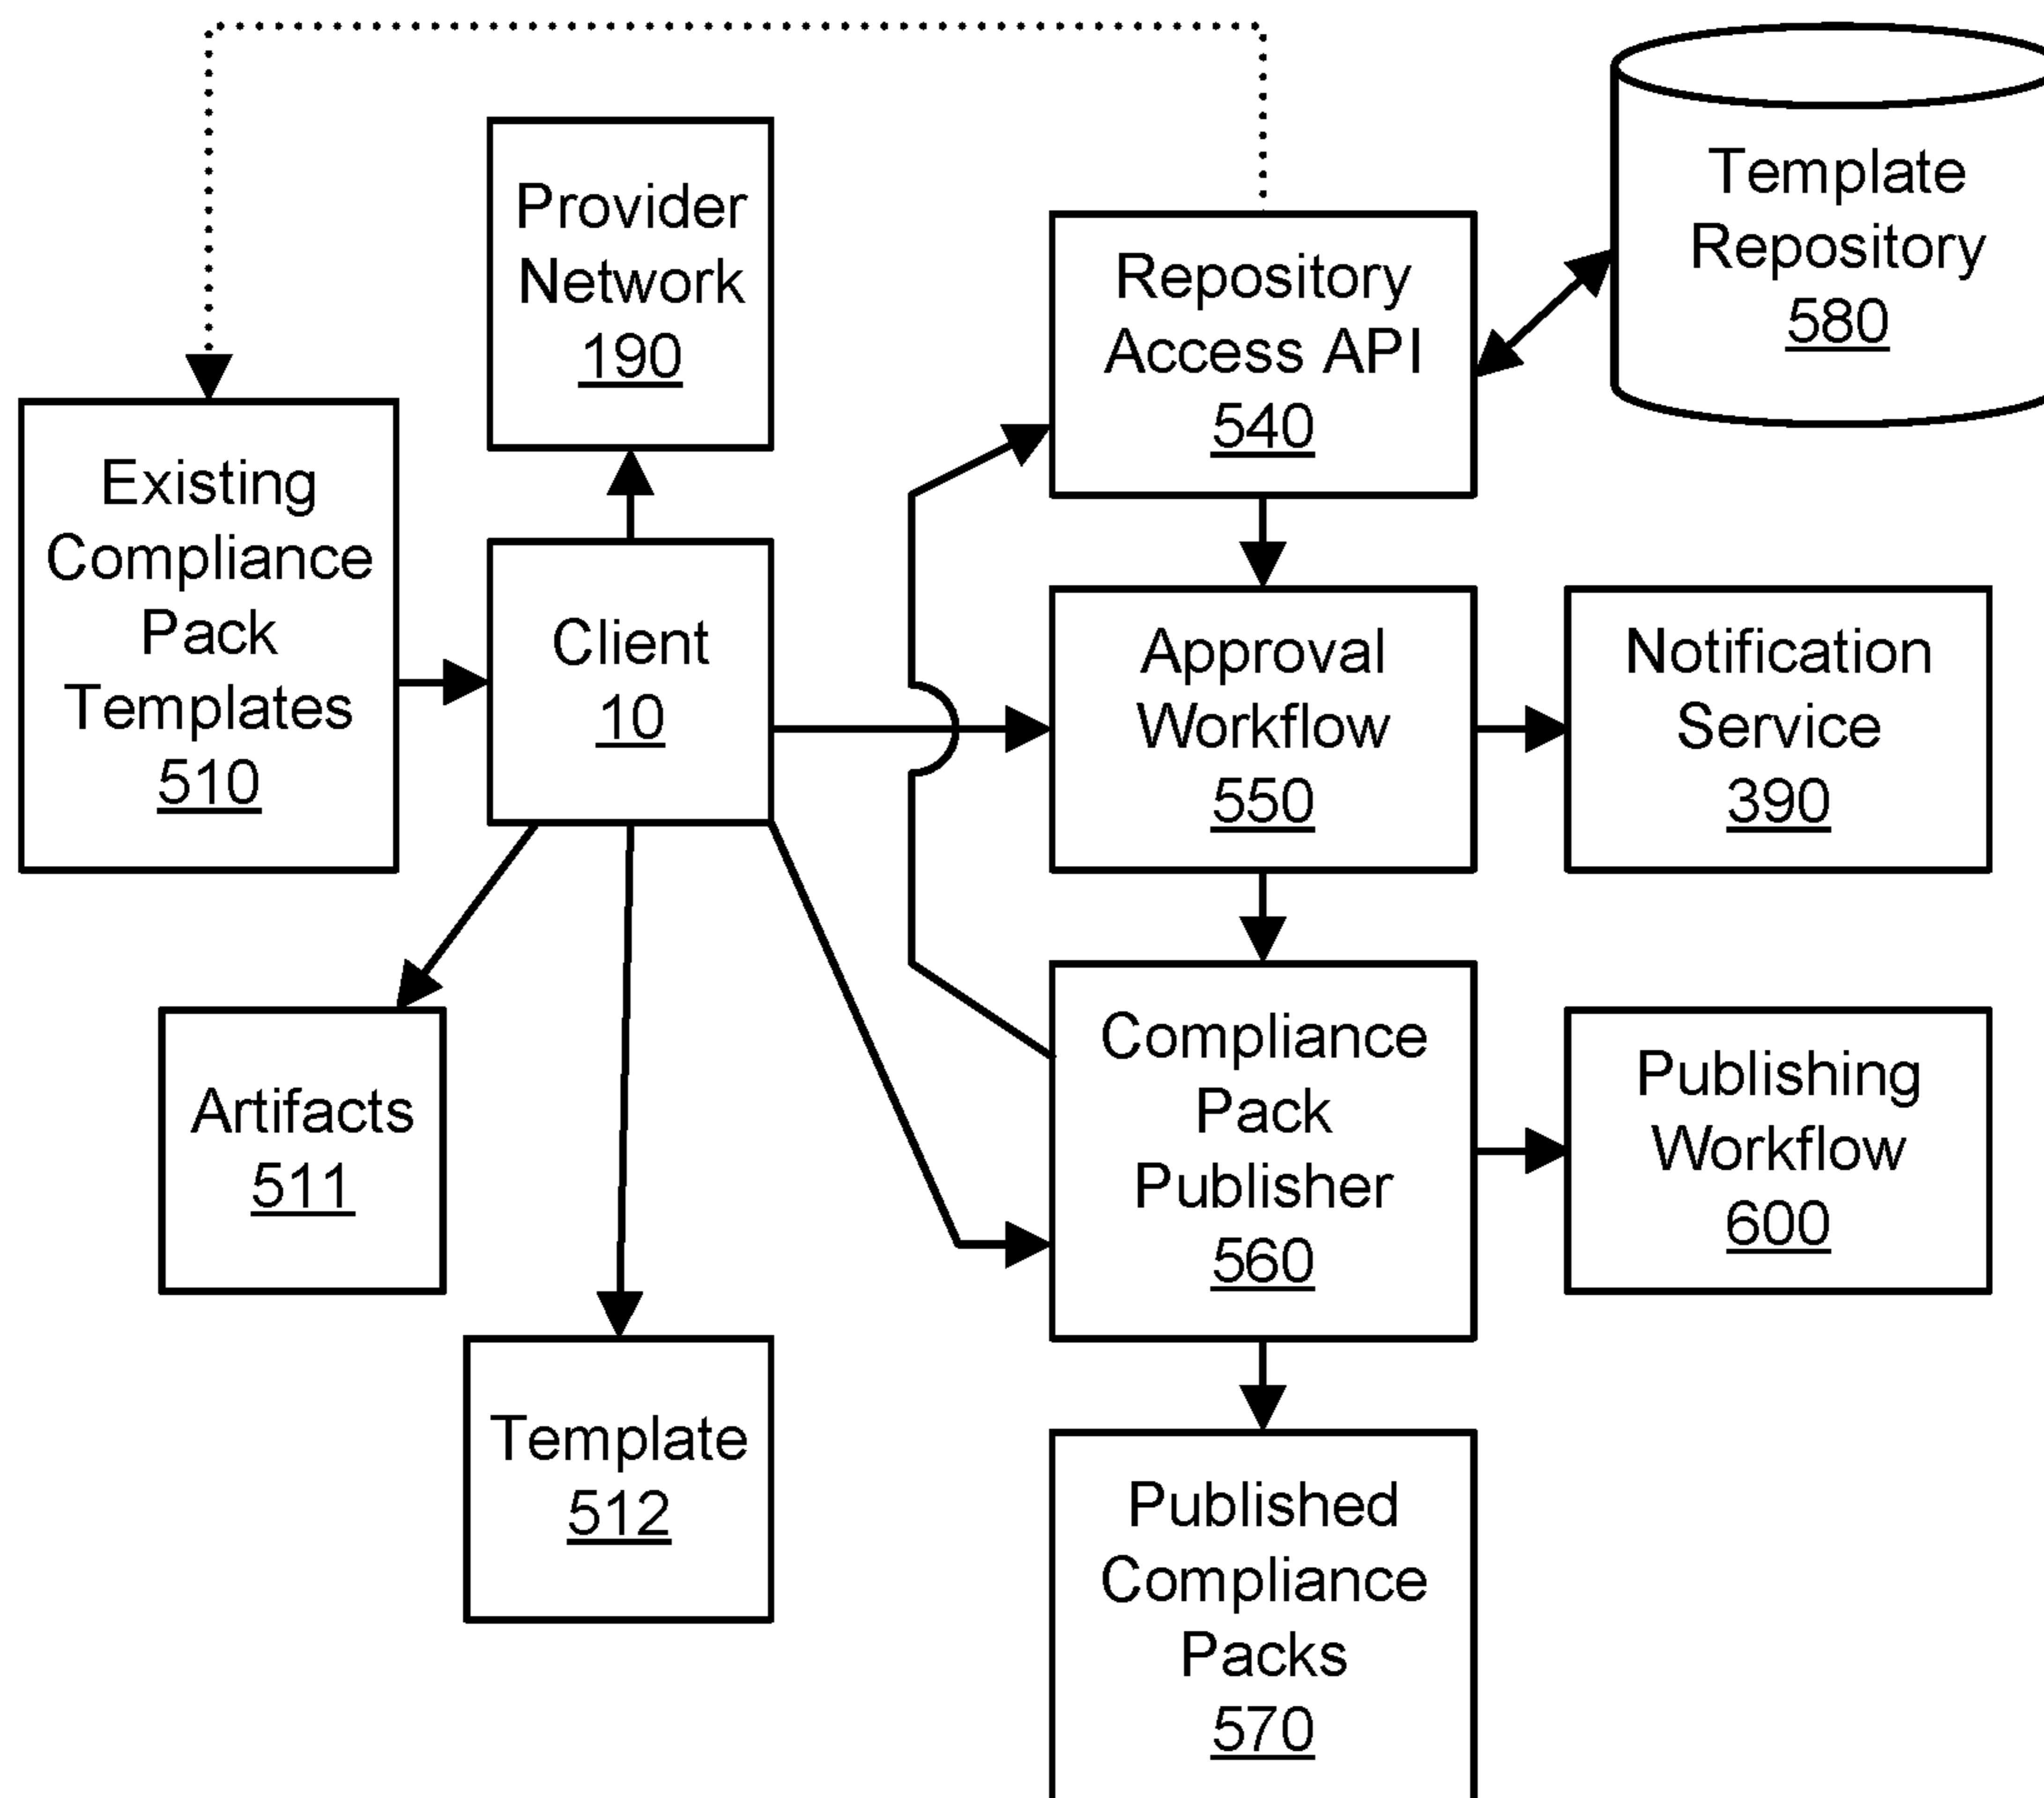 Provider
Network
190
Template
Repository
580
Repository
Access API
540
Existing
Compliance
Pack
Templates
510
Client
10
Approval
Workflow
550
Notification
Service
390
Artifacts
511
Compliance
Pack
Publisher
560
Publishing
Workflow
600
Template
512
Published
Compliance
Packs
570